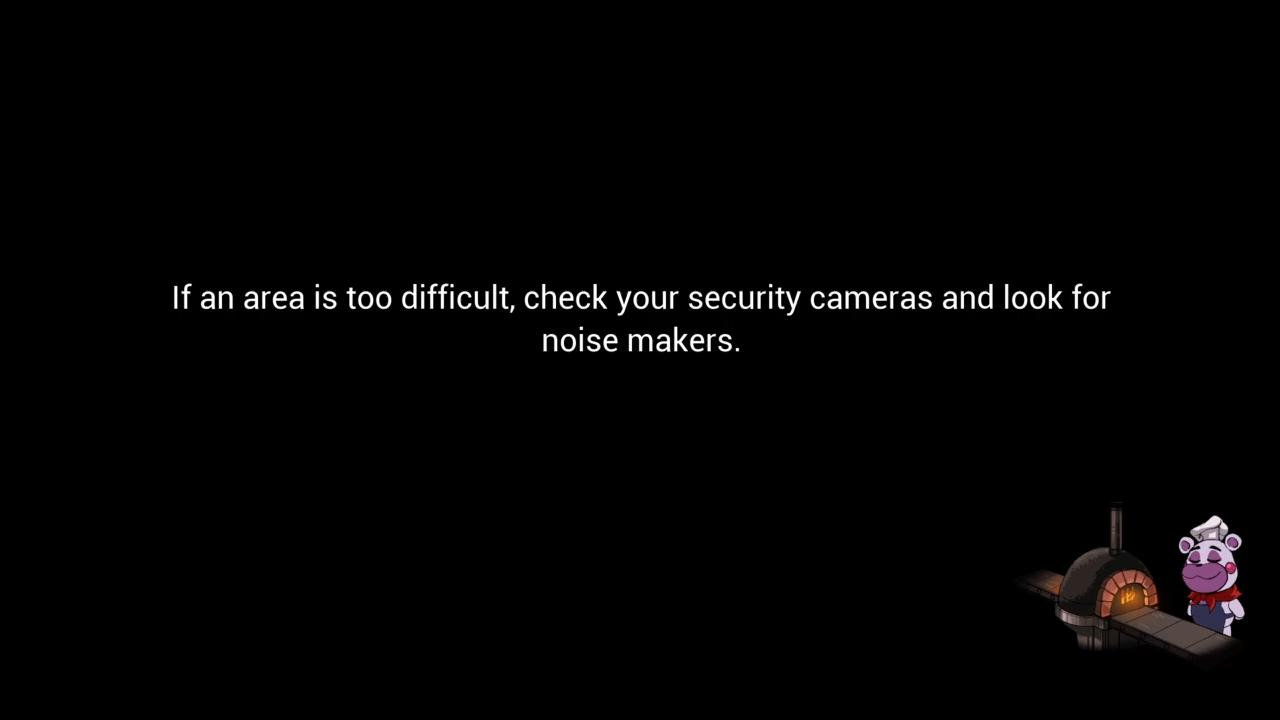 If an area is too difficult, check your security cameras and look for
noise makers.